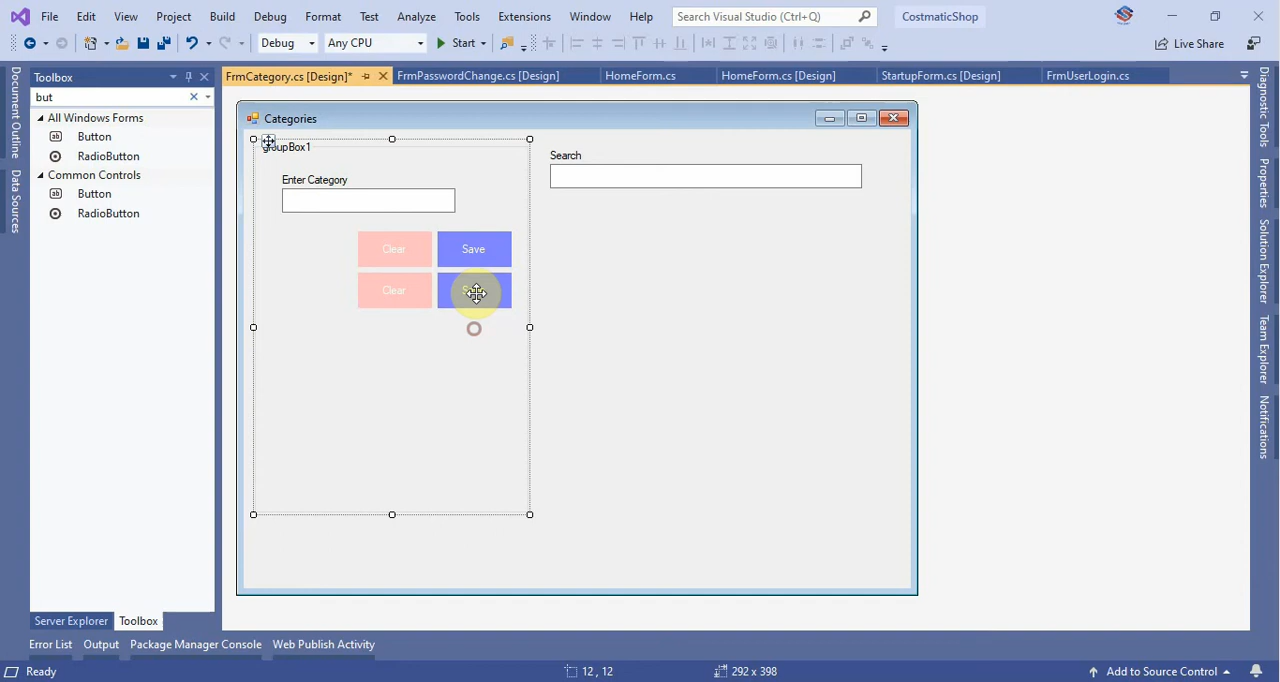 File Edit View Project Build Debug Format Test Analyze Tools Extensions Window Help Search Visual Studio (Ctrl+Q) CostmaticShop
Debug Any CPU Start Live Share
Document Outline
Data Sources
Toolbox
but
All Windows Forms
Button
RadioButton
Common Controls
Button
RadioButton
FrmCategory.cs [Design]* FrmPasswordChange.cs [Design] HomeForm.cs HomeForm.cs [Design] StartupForm.cs [Design] FrmUserLogin.cs
Categories
groupBox1
Enter Category
Search
Clear Save
Clear
Diagnostic Tools
Properties
Solution Explorer
Team Explorer
Notifications
Server Explorer Toolbox
Error List Output Package Manager Console Web Publish Activity
Ready 12 , 12 292 x 398 Add to Source Control